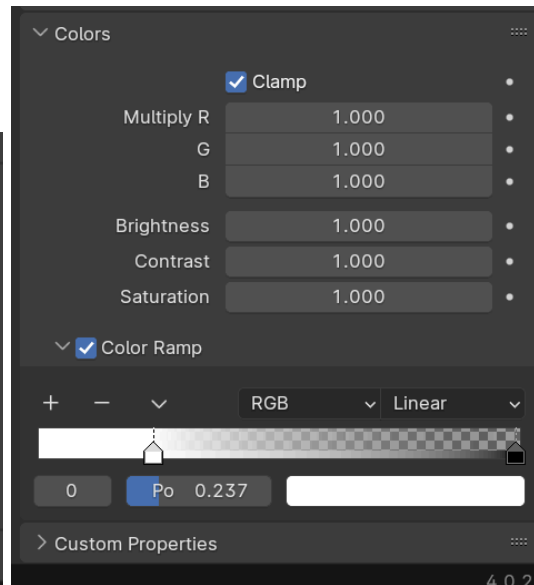 Colors
Clamp
Multiply R 1.000
G 1.000
B 1.000
Brightness 1.000
Contrast 1.000
Saturation 1.000
Color Ramp
RGB Linear
0 Po 0.237
Custom Properties
4.0.2